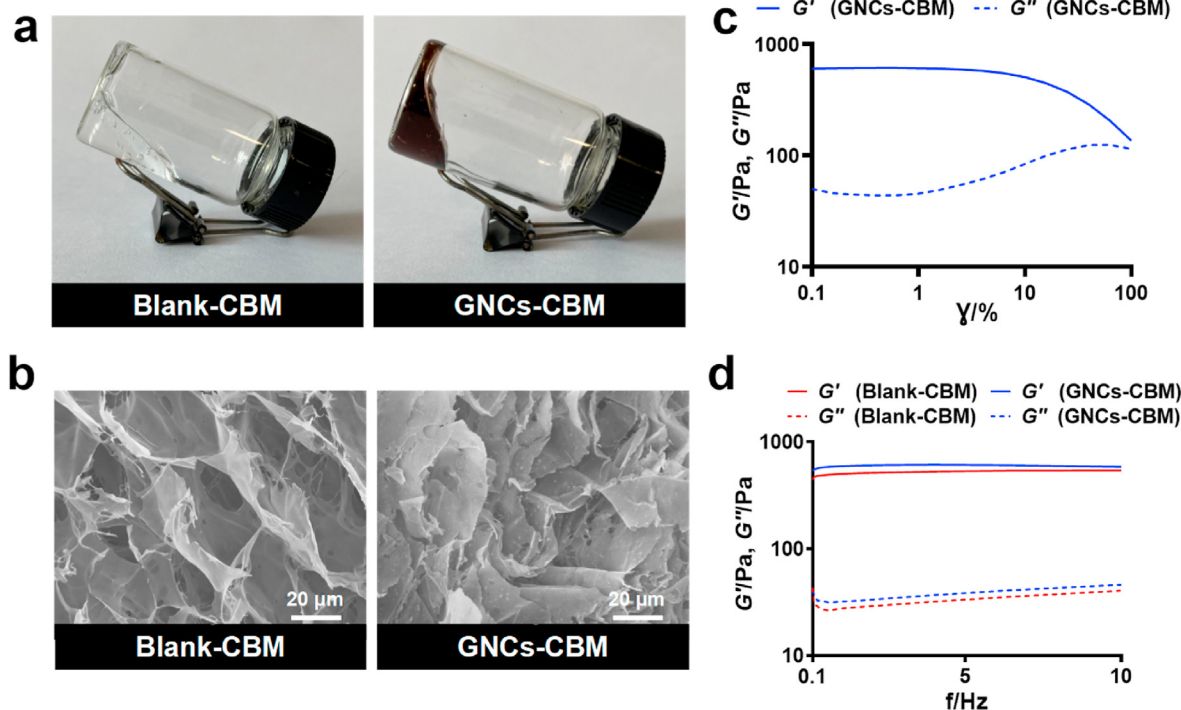 a
Blank-CBM
GNCs-CBM
b
20 µm
20 µm
Blank-CBM
GNCs-CBM
c
G′ (GNCs-CBM) G″ (GNCs-CBM)
G′/Pa, G″/Pa
1000
100
10
0.1 1 10 100
Ɣ/%
d
G′ (Blank-CBM) G′ (GNCs-CBM)
G″ (Blank-CBM) G″ (GNCs-CBM)
G′/Pa, G″/Pa
1000
100
10
0.1 5 10
f/Hz